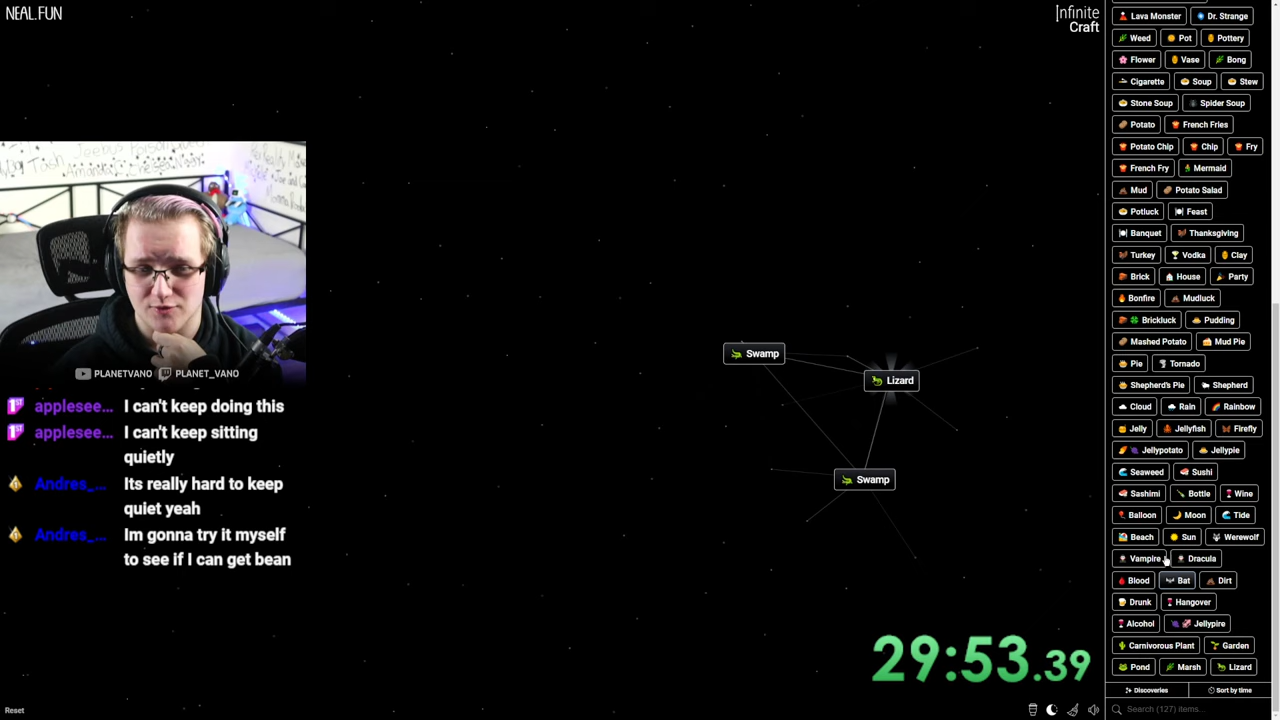 NEAL.FUN
Infinite
Craft
Lava Monster Dr. Strange
Weed Pot Pottery
Flower Vase Bong
Cigarette Soup Stew
Stone Soup Spider Soup
Potato French Fries
Potato Chip Chip Fry
French Fry Mermaid
Mud Potato Salad
Potluck Feast
Banquet Thanksgiving
Turkey Vodka Clay
Brick House Party
Bonfire Mudluck
Brickluck Pudding
Mashed Potato Mud Pie
Pie Tornado
Shepherd's Pie Shepherd
Cloud Rain Rainbow
Jelly Jellyfish Firefly
Jellypotato Jellypie
Seaweed Sushi
Sashimi Bottle Wine
Balloon Moon Tide
Beach Sun Werewolf
Vampire Dracula
Blood Bat Dirt
Drunk Hangover
Alcohol Jellypire
Carnivorous Plant Garden
Pond Marsh Lizard
Discoveries Sort by time
Search (127) items...
Swamp
Lizard
Swamp
PLANETVANO PLANET_VANO
applesee... I can't keep doing this
applesee... I can't keep sitting
quietly
Andres_... Its really hard to keep
quiet yeah
Andres_... Im gonna try it myself
to see if I can get bean
29:53.39
Reset